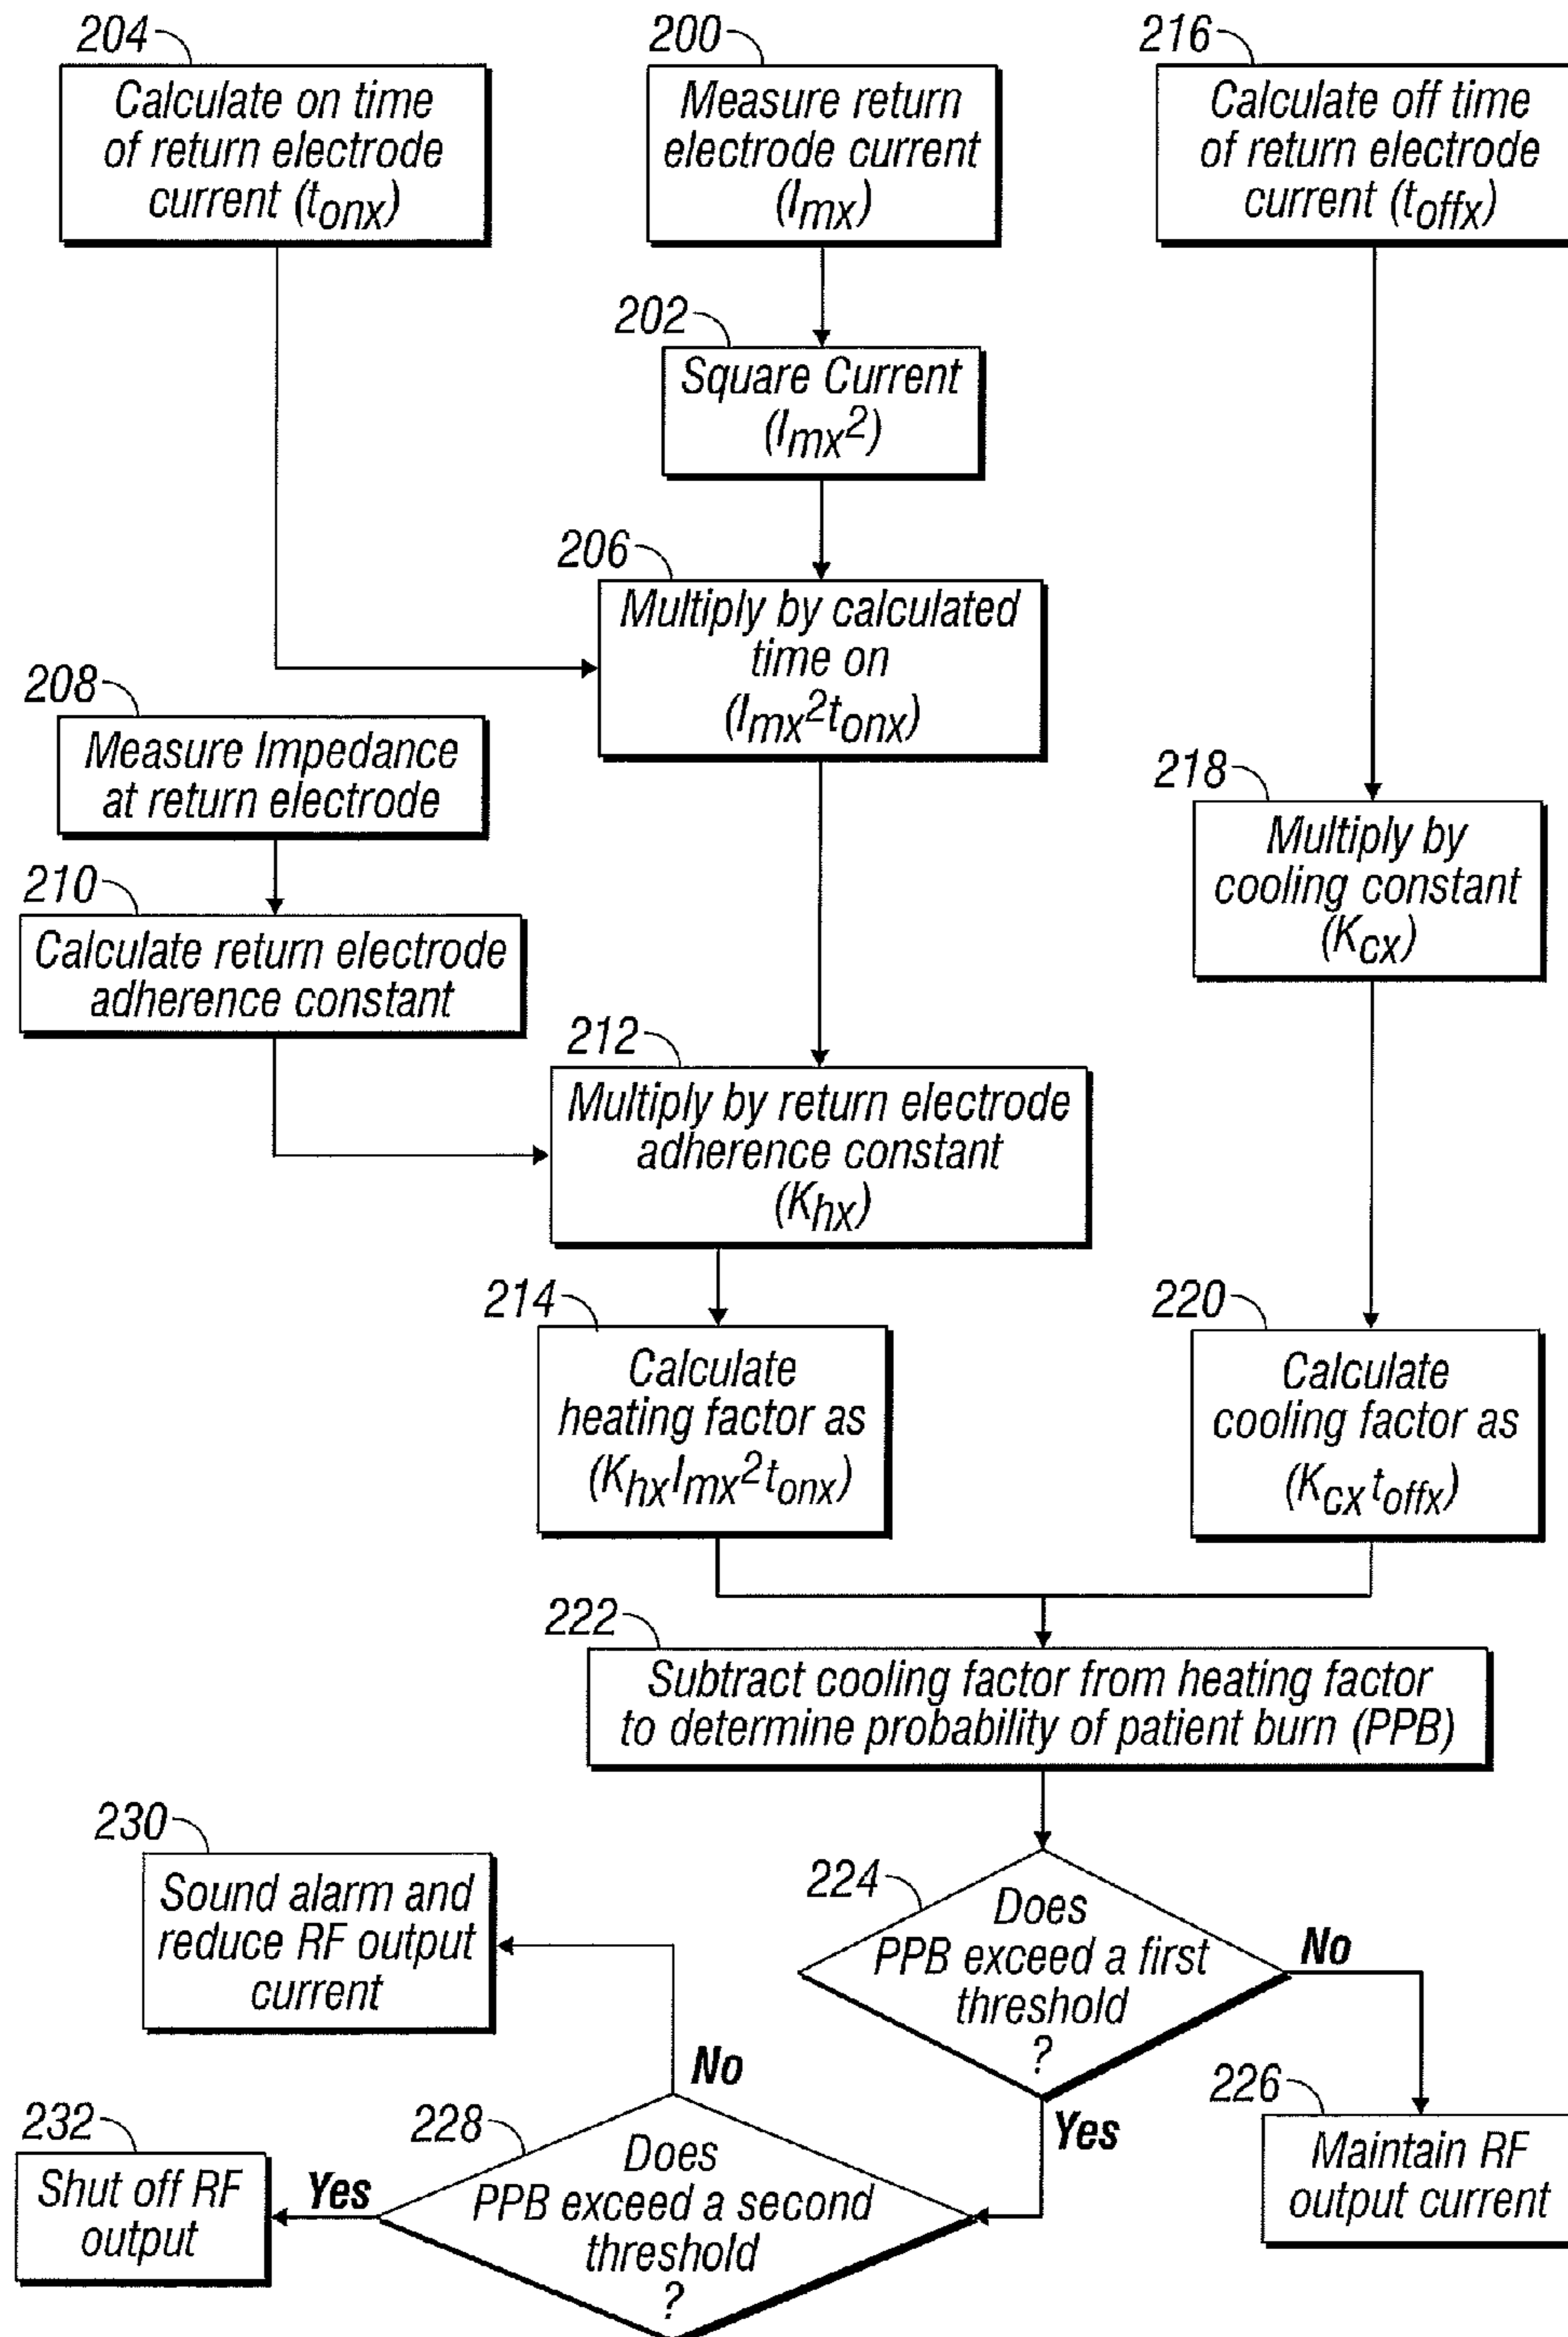 204
Calculate on time
of return electrode
current (tonx)
200
Measure return
electrode current
(Imx)
216
Calculate off time
of return electrode
current (toffx)
202
Square Current
(Imx²)
206
Multiply by calculated
time on
(Imx²tonx)
208
Measure Impedance
at return electrode
210
Calculate return electrode
adherence constant
218
Multiply by
cooling constant
(Kcx)
212
Multiply by return electrode
adherence constant
(Khx)
214
Calculate
heating factor as
(KhxImx²tonx)
220
Calculate
cooling factor as
(Kcx toffx)
222
Subtract cooling factor from heating factor
to determine probability of patient burn (PPB)
224
Does
PPB exceed a first
threshold
?
No
Yes
226
Maintain RF
output current
228
Does
PPB exceed a second
threshold
?
No
Yes
230
Sound alarm and
reduce RF output
current
232
Shut off RF
output